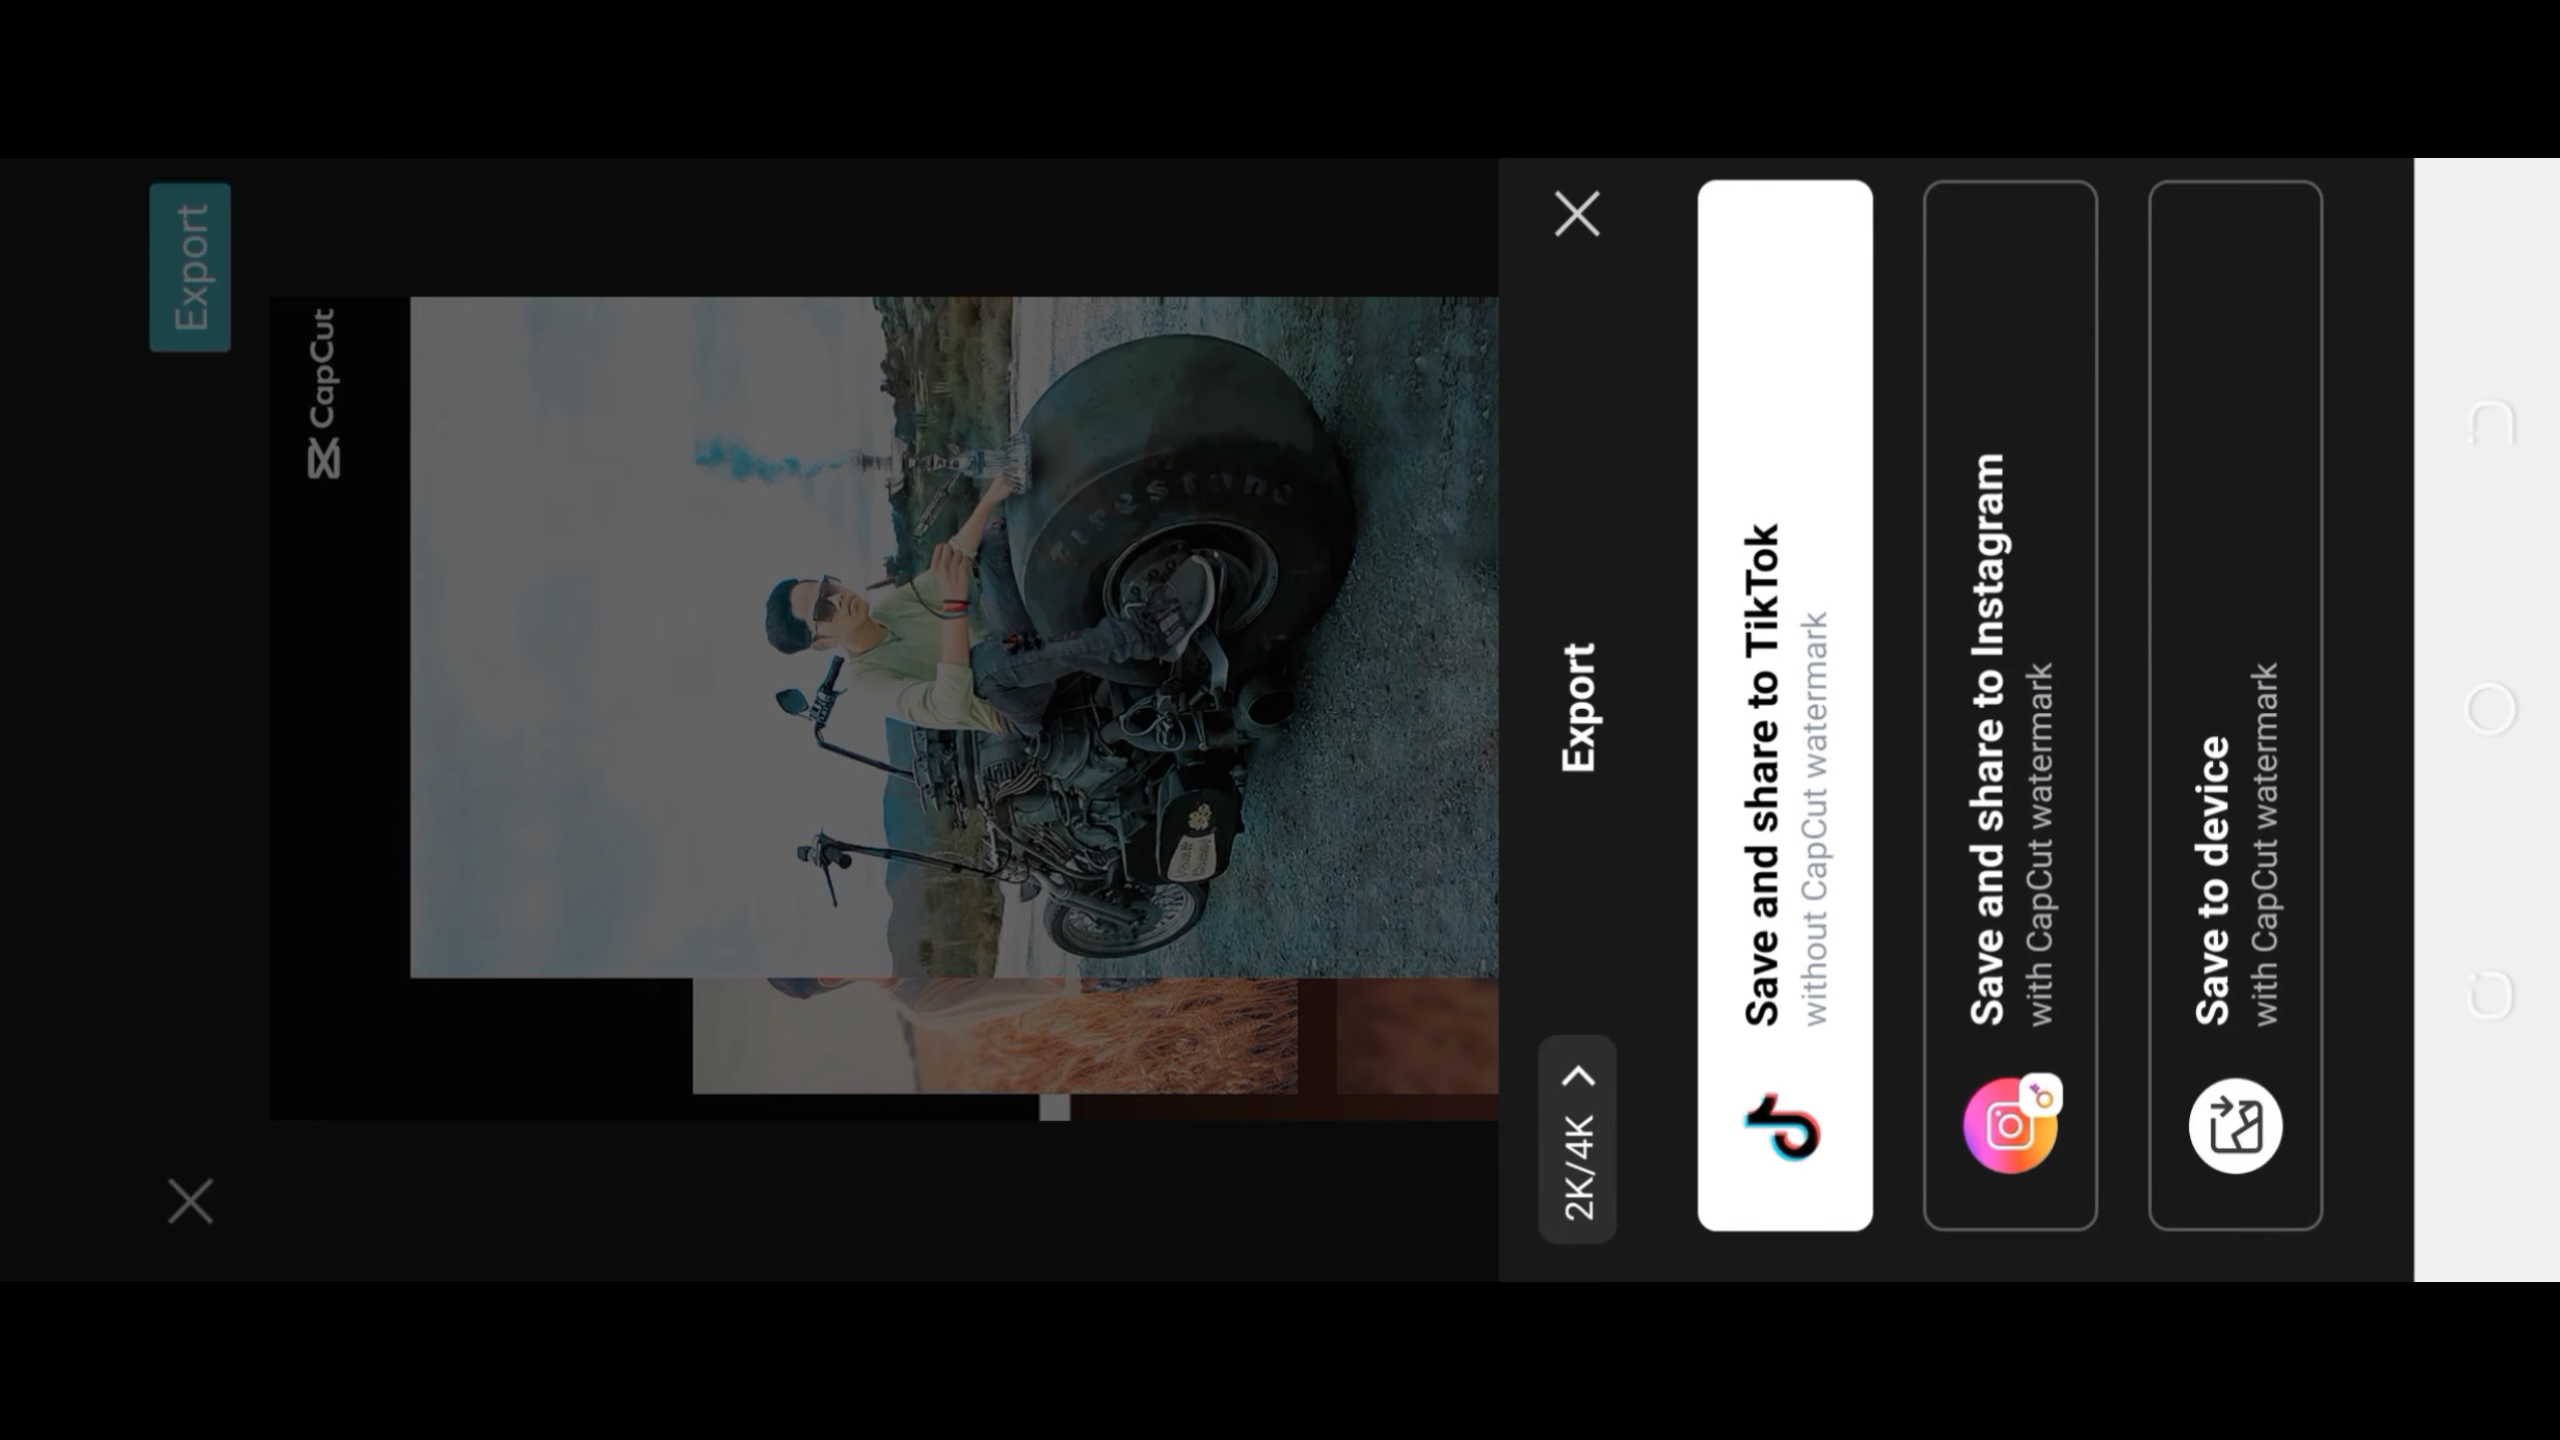 Export
CapCut
Firestone
2K/4K
Export
Save and share to TikTok
without CapCut watermark
Save and share to Instagram
with CapCut watermark
Save to device
with CapCut watermark